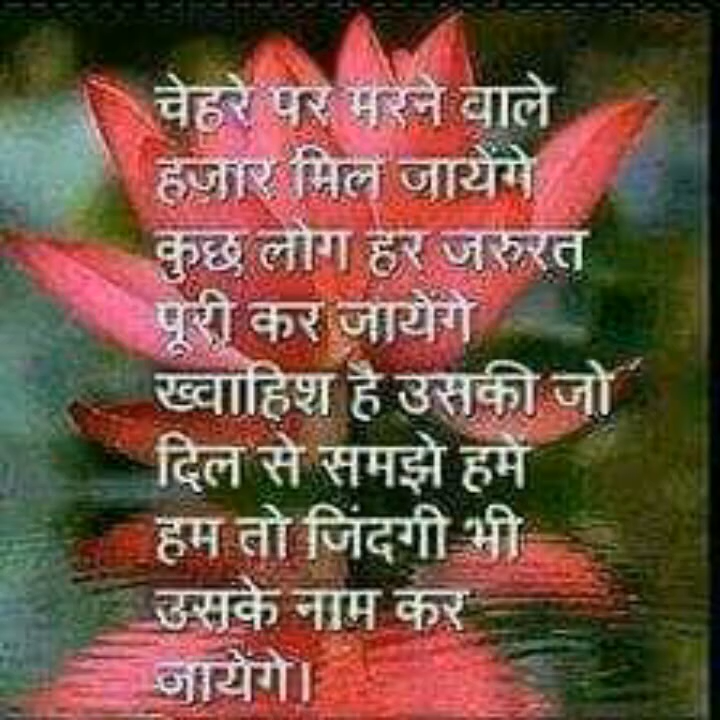 चेहरे पर मरने वाले
हजार मिल जायेंगे
कुछ लोग हर जरुरत
पूरी कर जायेंगे
ख्वाहिश है उसकी जो
दिल से समझे हमें
हम तो जिंदगी भी
उसके नाम कर
जायेंगे।